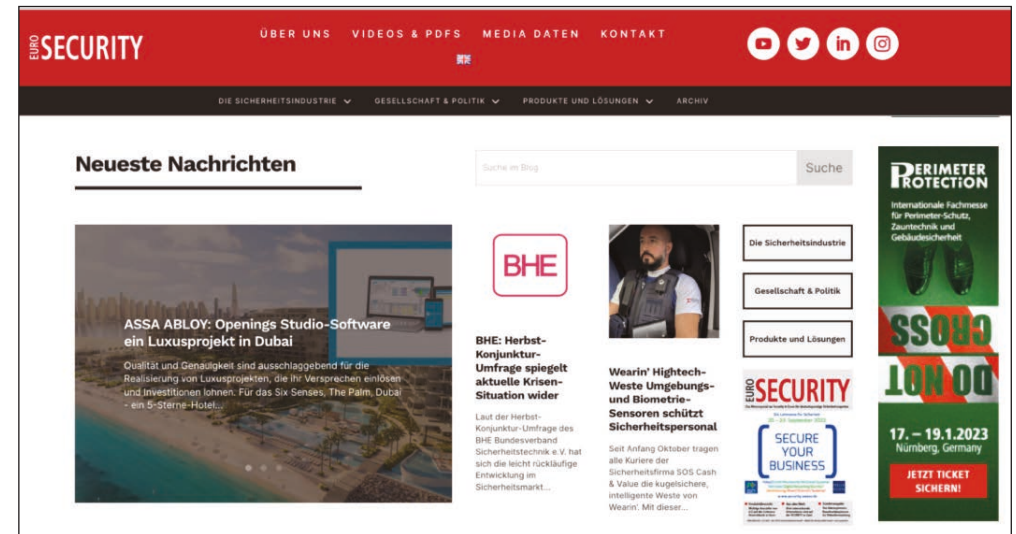 EURO SECURITY
ÜBER UNS VIDEOS & PDFS MEDIA DATEN KONTAKT
DIE SICHERHEITSINDUSTRIE GESELLSCHAFT & POLITIK PRODUKTE UND LÖSUNGEN ARCHIV
Neueste Nachrichten
Suche im Blog
Suche
ASSA ABLOY: Openings Studio-Software
ein Luxusprojekt in Dubai
Qualität und Genauigkeit sind ausschlaggebend für die
Realisierung von Luxusprojekten, die ihr Versprechen einlösen
und Investitionen lohnen. Für das Six Senses, The Palm, Dubai
– ein 5-Sterne-Hotel...
BHE
BHE: Herbst-
Konjunktur-
Umfrage spiegelt
aktuelle Krisen-
Situation wider
Laut der Herbst-
Konjunktur-Umfrage des
BHE Bundesverband
Sicherheitstechnik e.V. hat
sich die leicht rückläufige
Entwicklung im
Sicherheitsmarkt...
Wearin' Hightech-
Weste Umgebungs-
und Biometrie-
Sensoren schützt
Sicherheitspersonal
Seit Anfang Oktober tragen
alle Kuriere der
Sicherheitsfirma SOS Cash
& Value die kugelsichere,
intelligente Weste von
Wearin'. Mit dieser...
Die Sicherheitsindustrie
Gesellschaft & Politik
Produkte und Lösungen
EURO SECURITY
SECURE
YOUR
BUSINESS
PERIMETER
PROTECTION
Internationale Fachmesse
für Perimeter-Schutz,
Zauntechnik und
Gebäudesicherheit
CROSS
DO NOT
17. – 19.1.2023
Nürnberg, Germany
JETZT TICKET
SICHERN!